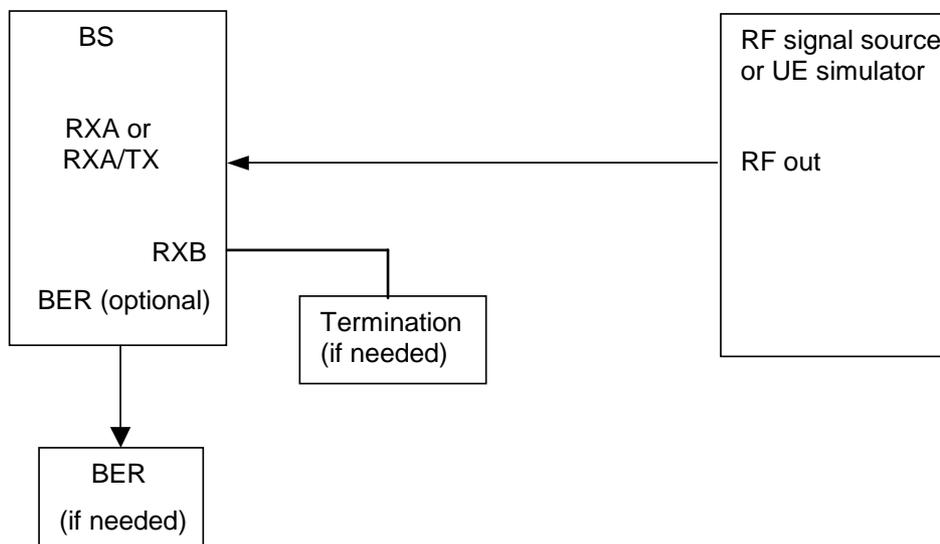 BS
RXA or
RXA/TX
RXB
BER (optional)
RF signal source
or UE simulator
RF out
Termination
(if needed)
BER
(if needed)